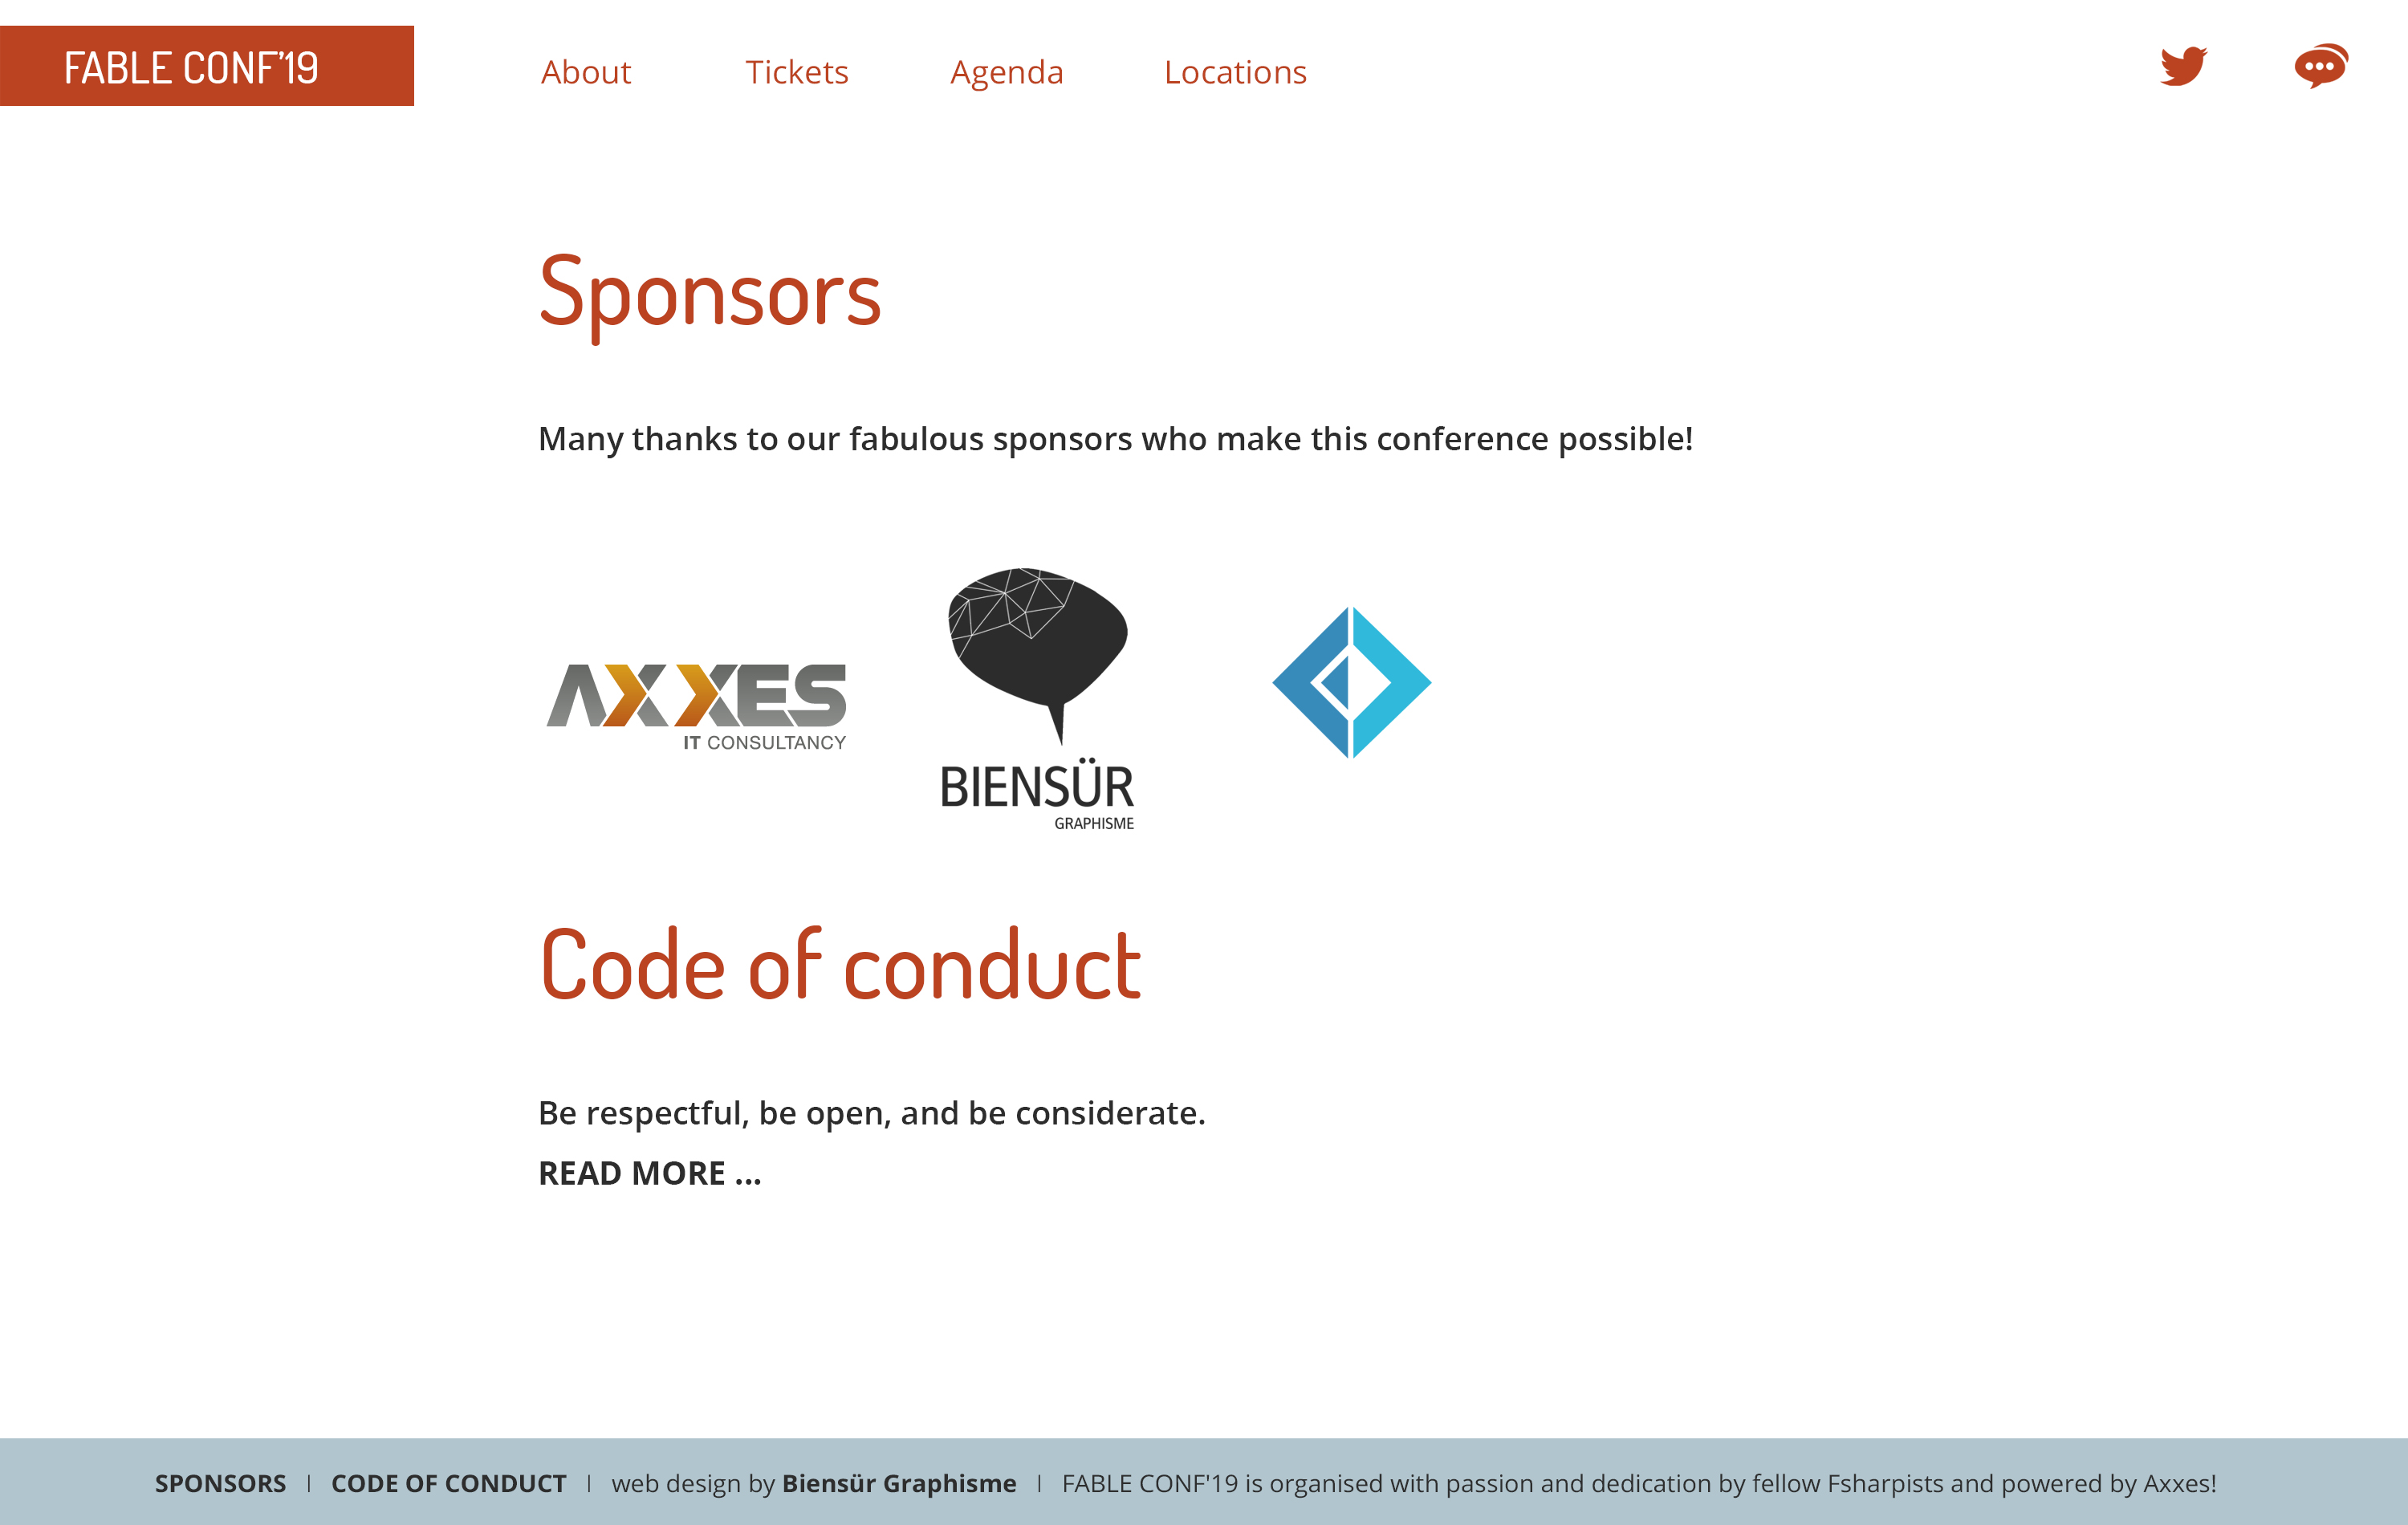 FABLE CONF’19
About Tickets Agenda Locations
Sponsors
Many thanks to our fabulous sponsors who make this conference possible!
AXXES
IT CONSULTANCY
BIENSÜR
GRAPHISME
Code of conduct
Be respectful, be open, and be considerate.
READ MORE ...
SPONSORS | CODE OF CONDUCT | web design by Biensür Graphisme | FABLE CONF'19 is organised with passion and dedication by fellow Fsharpists and powered by Axxes!